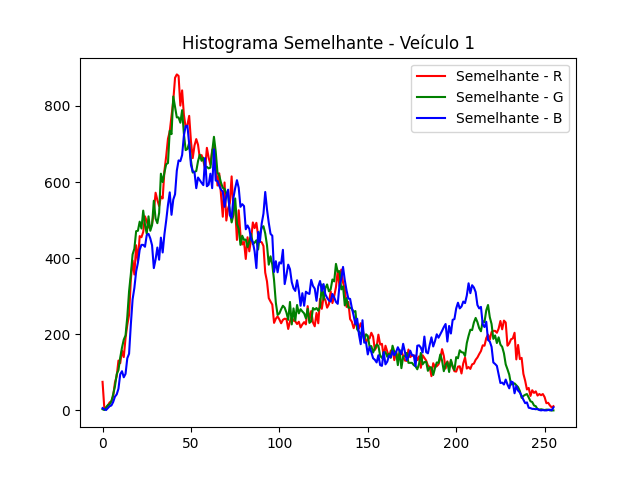 Histograma Semelhante - Veículo 1
Semelhante - R
Semelhante - G
Semelhante - B
800
600
400
200
0
0 50 100 150 200 250